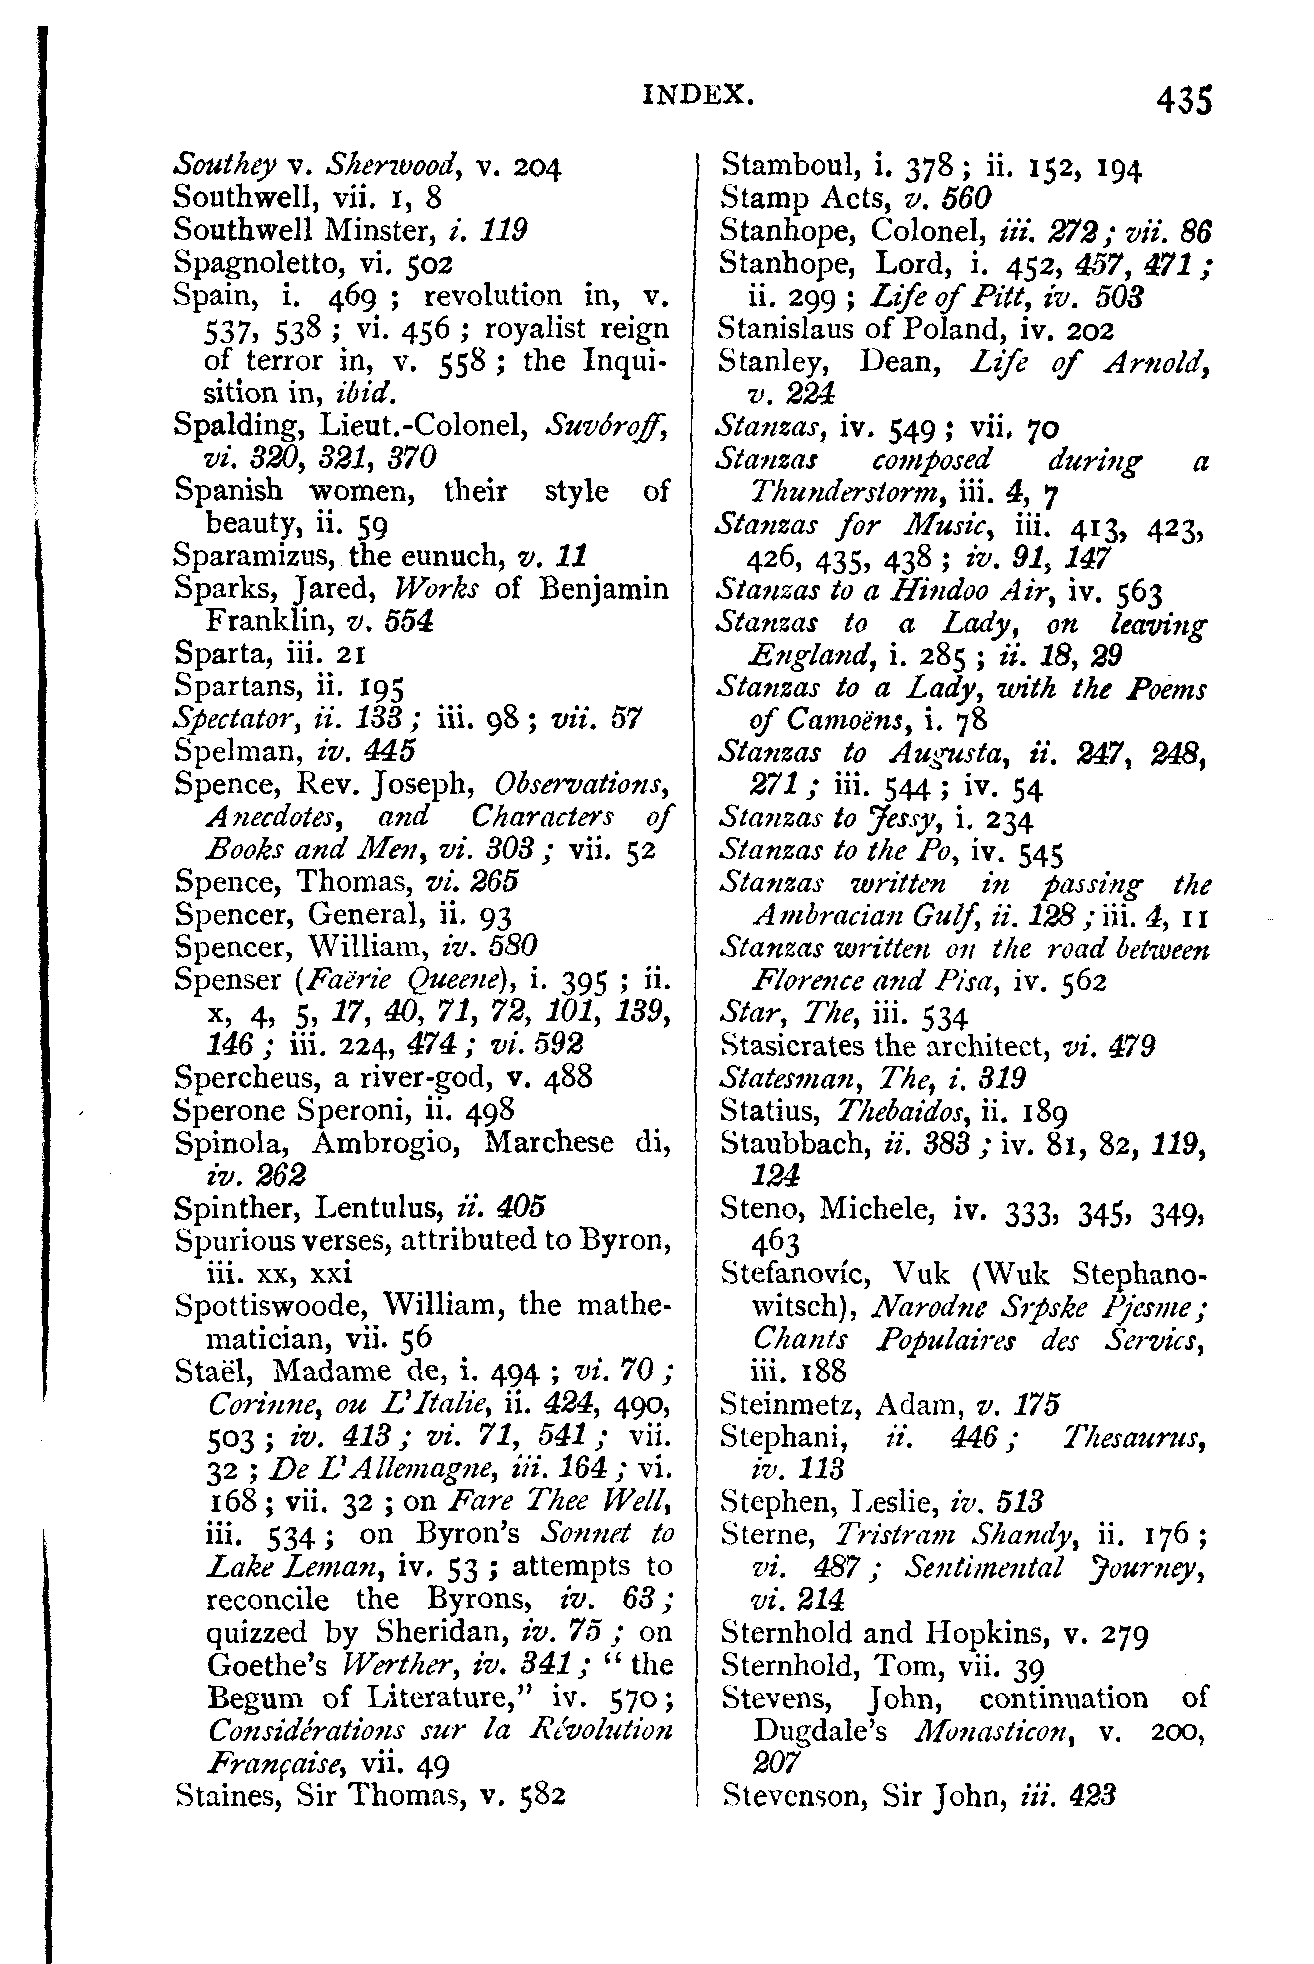 INDEX. 435
Southey v. Sherwood, v. 204
Southwell, vii. 1, 8
Southwell Minster, i. 119
Spagnoletto, vi. 502
Spain, i. 469 ; revolution in, v.
537, 538 ; vi. 456 ; royalist reign
of terror in, v. 558 ; the Inqui-
sition in, ibid.
Spalding, Lieut.-Colonel, Suvóroff,
vi. 320, 321, 370
Spanish women, their style of
beauty, ii. 59
Sparamizus, the eunuch, v. 11
Sparks, Jared, Works of Benjamin
Franklin, v. 554
Sparta, iii. 21
Spartans, ii. 195
Spectator, ii. 133 ; iii. 98 ; vii. 57
Spelman, iv. 445
Spence, Rev. Joseph, Observations,
Anecdotes, and Characters of
Books and Men, vi. 303 ; vii. 52
Spence, Thomas, vi. 265
Spencer, General, ii. 93
Spencer, William, iv. 580
Spenser (Faërie Queene), i. 395 ; ii.
x, 4, 5, 17, 40, 71, 72, 101, 139,
146 ; iii. 224, 474 ; vi. 592
Spercheus, a river-god, v. 488
Sperone Speroni, ii. 498
Spinola, Ambrogio, Marchese di,
iv. 262
Spinther, Lentulus, ii. 405
Spurious verses, attributed to Byron,
iii. xx, xxi
Spottiswoode, William, the mathe-
matician, vii. 56
Staël, Madame de, i. 494 ; vi. 70 ;
Corinne, ou L'Italie, ii. 424, 490,
503 ; iv. 413 ; vi. 71, 541 ; vii.
32 ; De L'Allemagne, iii. 164 ; vi.
168 ; vii. 32 ; on Fare Thee Well,
iii. 534 ; on Byron's Sonnet to
Lake Leman, iv. 53 ; attempts to
reconcile the Byrons, iv. 63 ;
quizzed by Sheridan, iv. 75 ; on
Goethe's Werther, iv. 341 ; "the
Begum of Literature," iv. 570 ;
Considérations sur la Révolution
Française, vii. 49
Staines, Sir Thomas, v. 582
Stamboul, i. 378 ; ii. 152, 194
Stamp Acts, v. 560
Stanhope, Colonel, iii. 272 ; vii. 86
Stanhope, Lord, i. 452, 457, 471 ;
ii. 299 ; Life of Pitt, iv. 503
Stanislaus of Poland, iv. 202
Stanley, Dean, Life of Arnold,
v. 224
Stanzas, iv. 549 ; vii. 70
Stanzas composed during a
Thunderstorm, iii. 4, 7
Stanzas for Music, iii. 413, 423,
426, 435, 438 ; iv. 91, 147
Stanzas to a Hindoo Air, iv. 563
Stanzas to a Lady, on leaving
England, i. 285 ; ii. 18, 29
Stanzas to a Lady, with the Poems
of Camoëns, i. 78
Stanzas to Augusta, ii. 247, 248,
271 ; iii. 544 ; iv. 54
Stanzas to Jessy, i. 234
Stanzas to the Po, iv. 545
Stanzas written in passing the
Ambracian Gulf, ii. 128 ; iii. 4, 11
Stanzas written on the road between
Florence and Pisa, iv. 562
Star, The, iii. 534
Stasicrates the architect, vi. 479
Statesman, The, i. 319
Statius, Thebaidos, ii. 189
Staubbach, ii. 383 ; iv. 81, 82, 119,
124
Steno, Michele, iv. 333, 345, 349,
463
Stefanovíc, Vuk (Wuk Stephano-
witsch), Narodne Srpske Pjesme ;
Chants Populaires des Servics,
iii. 188
Steinmetz, Adam, v. 175
Stephani, ii. 446 ; Thesaurus,
iv. 113
Stephen, Leslie, iv. 513
Sterne, Tristram Shandy, ii. 176 ;
vi. 487 ; Sentimental Journey,
vi. 214
Sternhold and Hopkins, v. 279
Sternhold, Tom, vii. 39
Stevens, John, continuation of
Dugdale's Monasticon, v. 200,
207
Stevenson, Sir John, iii. 423